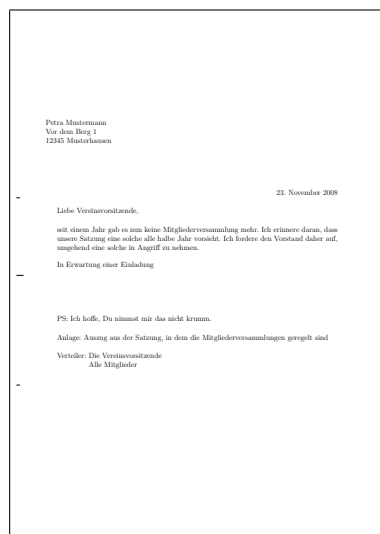 Petra Mustermann
Vor dem Berg 1
12345 Musterhausen
23. November 2008
Liebe Vereinsvorsitzende,
seit einem Jahr gab es nun keine Mitgliederversammlung mehr. Ich erinnere daran, dass
unsere Satzung eine solche alle halbe Jahr vorsieht. Ich fordere den Vorstand daher auf,
umgehend eine solche in Angriff zu nehmen.
In Erwartung einer Einladung
PS: Ich hoffe, Du nimmst mir das nicht krumm.
Anlage: Auszug aus der Satzung, in dem die Mitgliederversammlungen geregelt sind
Verteiler: Die Vereinsvorsitzende
Alle Mitglieder